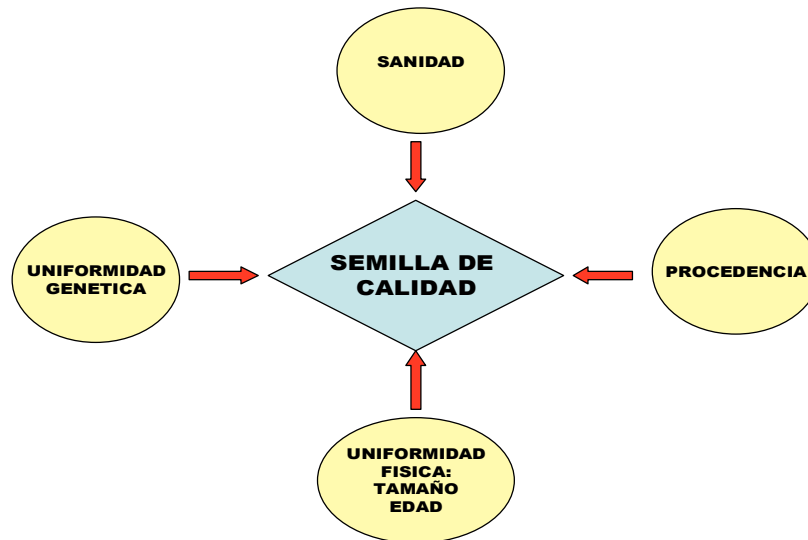 SANIDAD
UNIFORMIDAD
GENETICA
SEMILLA DE
CALIDAD
PROCEDENCIA
UNIFORMIDAD
FISICA:
TAMAÑO
EDAD